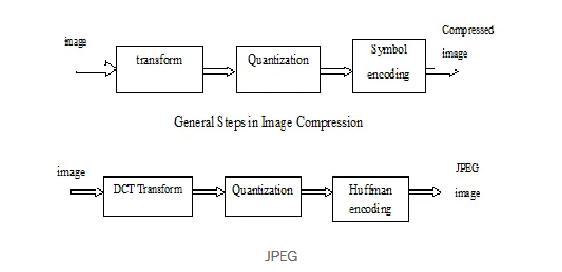 image
transform
Quantization
Symbol
encoding
Compressed
image
General Steps in Image Compression
image
DCT Transform
Quantization
Huffman
encoding
JPEG
image
JPEG